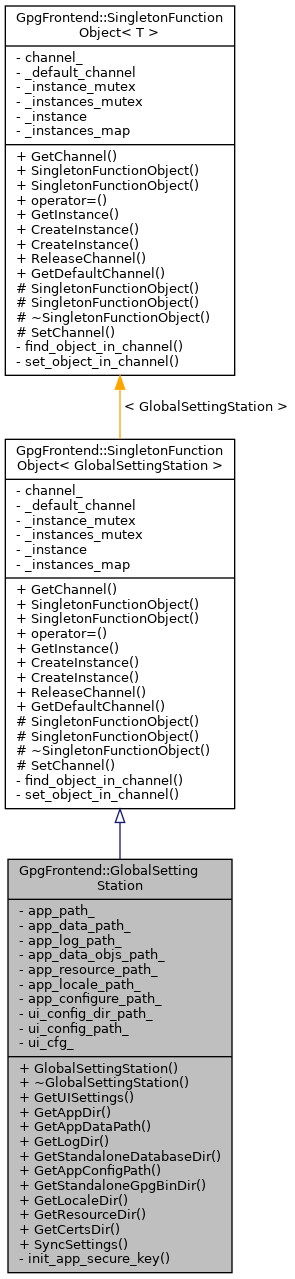 GpgFrontend::SingletonFunction
Object< T >
- channel_
- _default_channel
- _instance_mutex
- _instances_mutex
- _instance
- _instances_map
+ GetChannel()
+ SingletonFunctionObject()
+ SingletonFunctionObject()
+ operator=()
+ GetInstance()
+ CreateInstance()
+ CreateInstance()
+ ReleaseChannel()
+ GetDefaultChannel()
# SingletonFunctionObject()
# SingletonFunctionObject()
# ~SingletonFunctionObject()
# SetChannel()
- find_object_in_channel()
- set_object_in_channel()
< GlobalSettingStation >
GpgFrontend::SingletonFunction
Object< GlobalSettingStation >
- channel_
- _default_channel
- _instance_mutex
- _instances_mutex
- _instance
- _instances_map
+ GetChannel()
+ SingletonFunctionObject()
+ SingletonFunctionObject()
+ operator=()
+ GetInstance()
+ CreateInstance()
+ CreateInstance()
+ ReleaseChannel()
+ GetDefaultChannel()
# SingletonFunctionObject()
# SingletonFunctionObject()
# ~SingletonFunctionObject()
# SetChannel()
- find_object_in_channel()
- set_object_in_channel()
GpgFrontend::GlobalSetting
Station
- app_path_
- app_data_path_
- app_log_path_
- app_data_objs_path_
- app_resource_path_
- app_locale_path_
- app_configure_path_
- ui_config_dir_path_
- ui_config_path_
- ui_cfg_
+ GlobalSettingStation()
+ ~GlobalSettingStation()
+ GetUISettings()
+ GetAppDir()
+ GetAppDataPath()
+ GetLogDir()
+ GetStandaloneDatabaseDir()
+ GetAppConfigPath()
+ GetStandaloneGpgBinDir()
+ GetLocaleDir()
+ GetResourceDir()
+ GetCertsDir()
+ SyncSettings()
- init_app_secure_key()